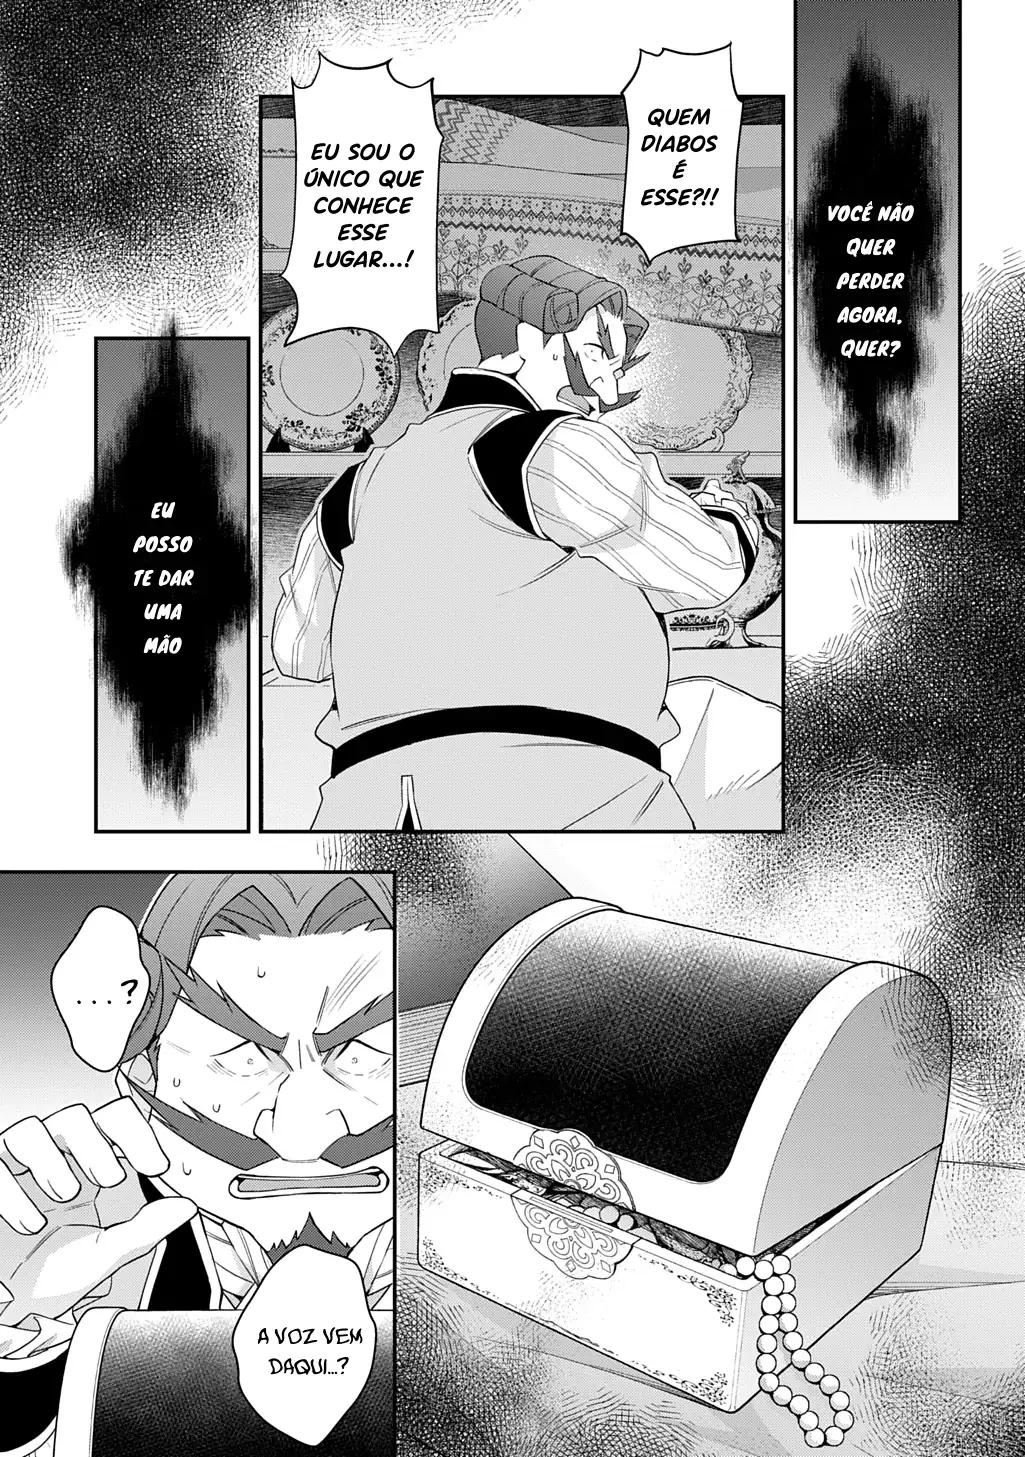 VOCÊ NÃO
QUER
PERDER
AGORA,
QUER?
QUEM
DIABOS
É
ESSE?!!
EU SOU O
ÚNICO QUE
CONHECE
ESSE
LUGAR...!
EU
POSSO
TE DAR
UMA
MÃO
...?
A VOZ VEM
DAQUI...?